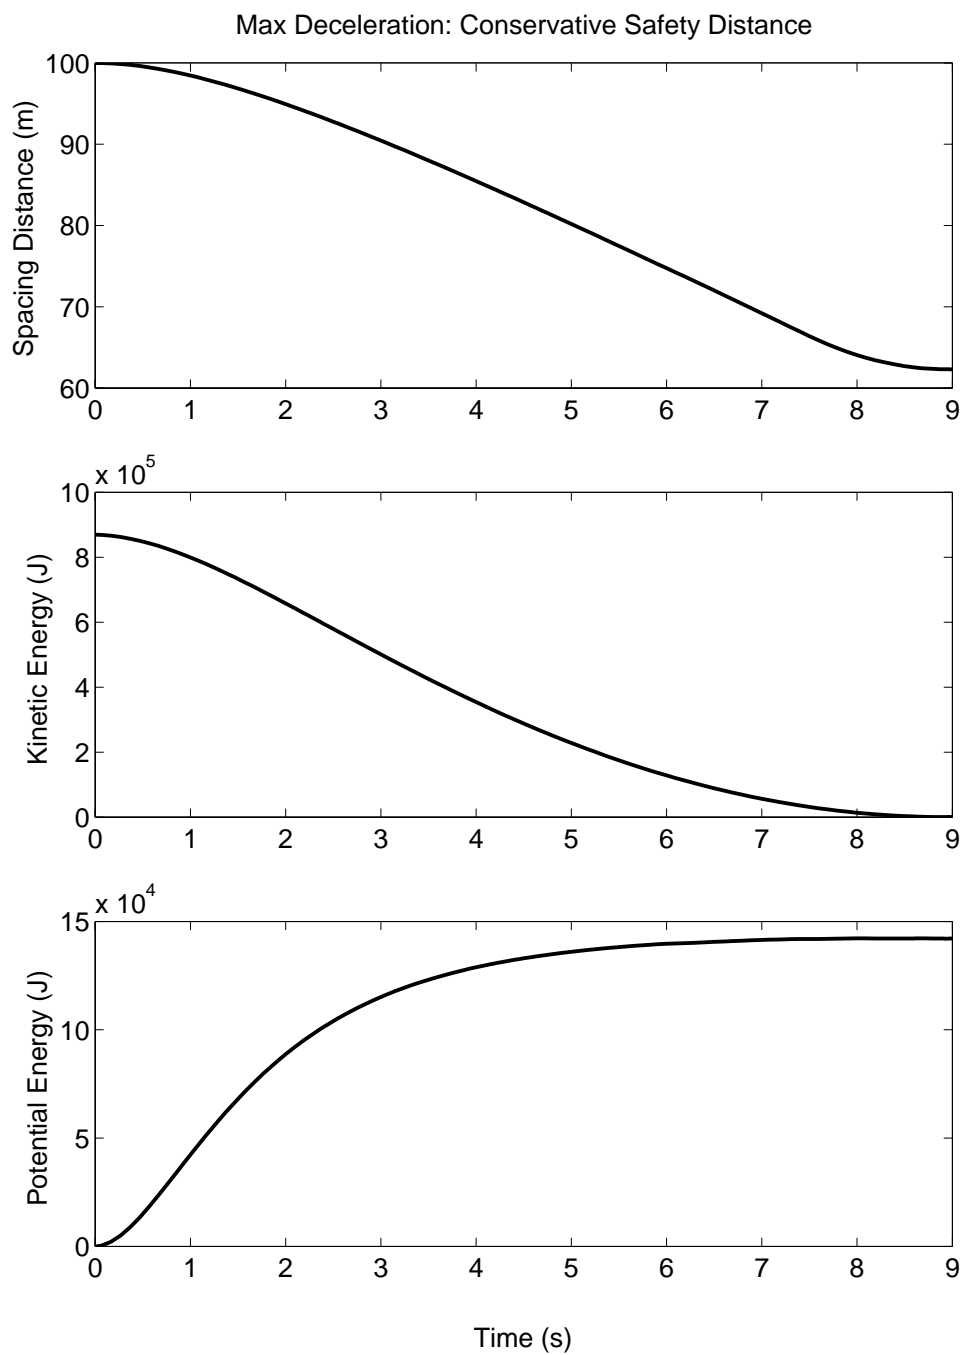 Max Deceleration: Conservative Safety Distance
100
90
80
70
60
Spacing Distance (m)
0 1 2 3 4 5 6 7 8 9
x 10^5
10
8
6
4
2
0
Kinetic Energy (J)
0 1 2 3 4 5 6 7 8 9
x 10^4
15
10
5
0
Potential Energy (J)
0 1 2 3 4 5 6 7 8 9
Time (s)